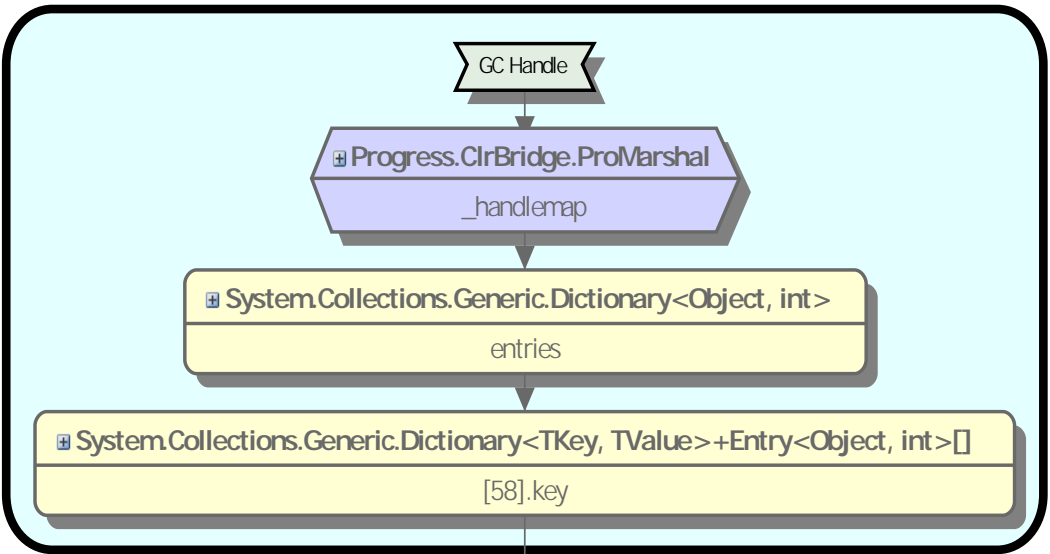 GC Handle
Progress.ClrBridge.ProMarshal
_handlemap
System.Collections.Generic.Dictionary<Object, int>
entries
System.Collections.Generic.Dictionary<TKey, TValue>+Entry<Object, int>[]
[58].key